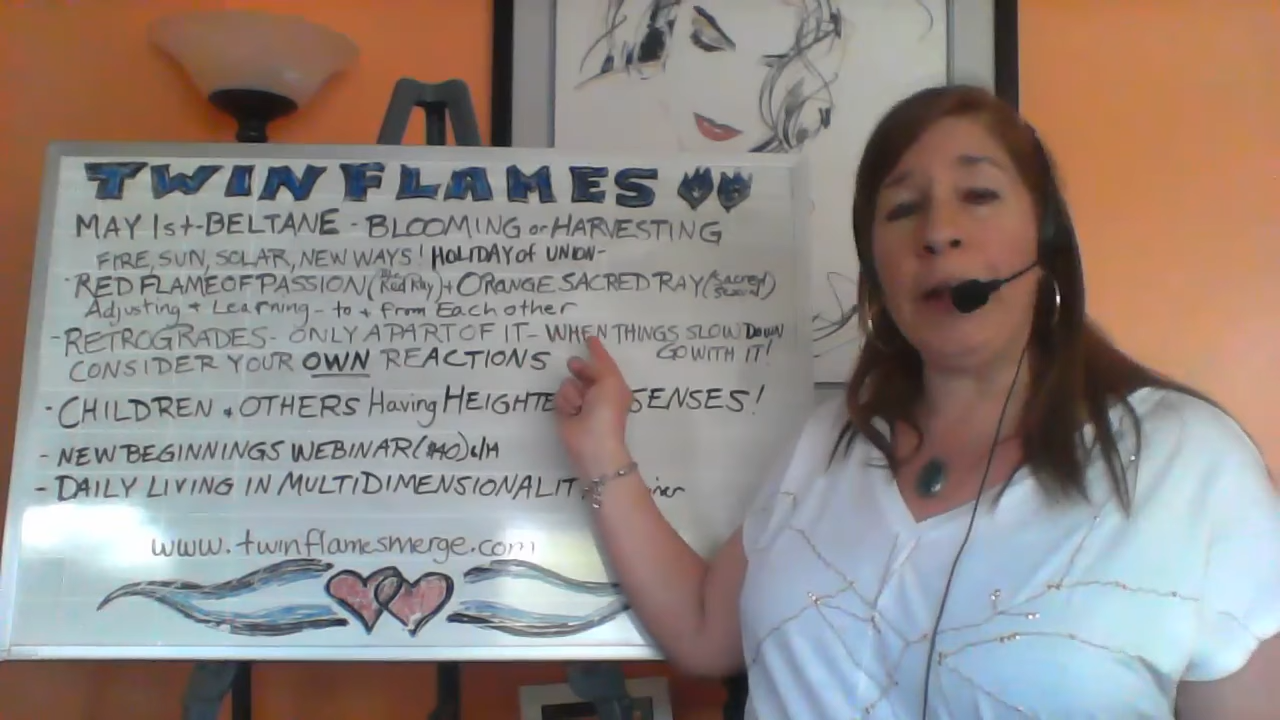 TWIN FLAMES
MAY 1st - BELTANE - BLOOMING or HARVESTING
FIRE, SUN, SOLAR, NEW WAYS! HOLIDAY of UNION-
- RED FLAME OF PASSION (The Red Ray) + ORANGE SACRED RAY (Sacred
Adjusting + Learning - to + from Each other
- RETROGRADES - ONLY A PART OF IT - WHEN THINGS SLOW DOWN
GO WITH IT!
CONSIDER YOUR OWN REACTIONS
- CHILDREN + OTHERS Having HEIGHTE SENSES!
- NEW BEGINNINGS WEBINAR ($40)
- DAILY LIVING IN MULTIDIMENSIONALIT
www.twinflamesmerge.com